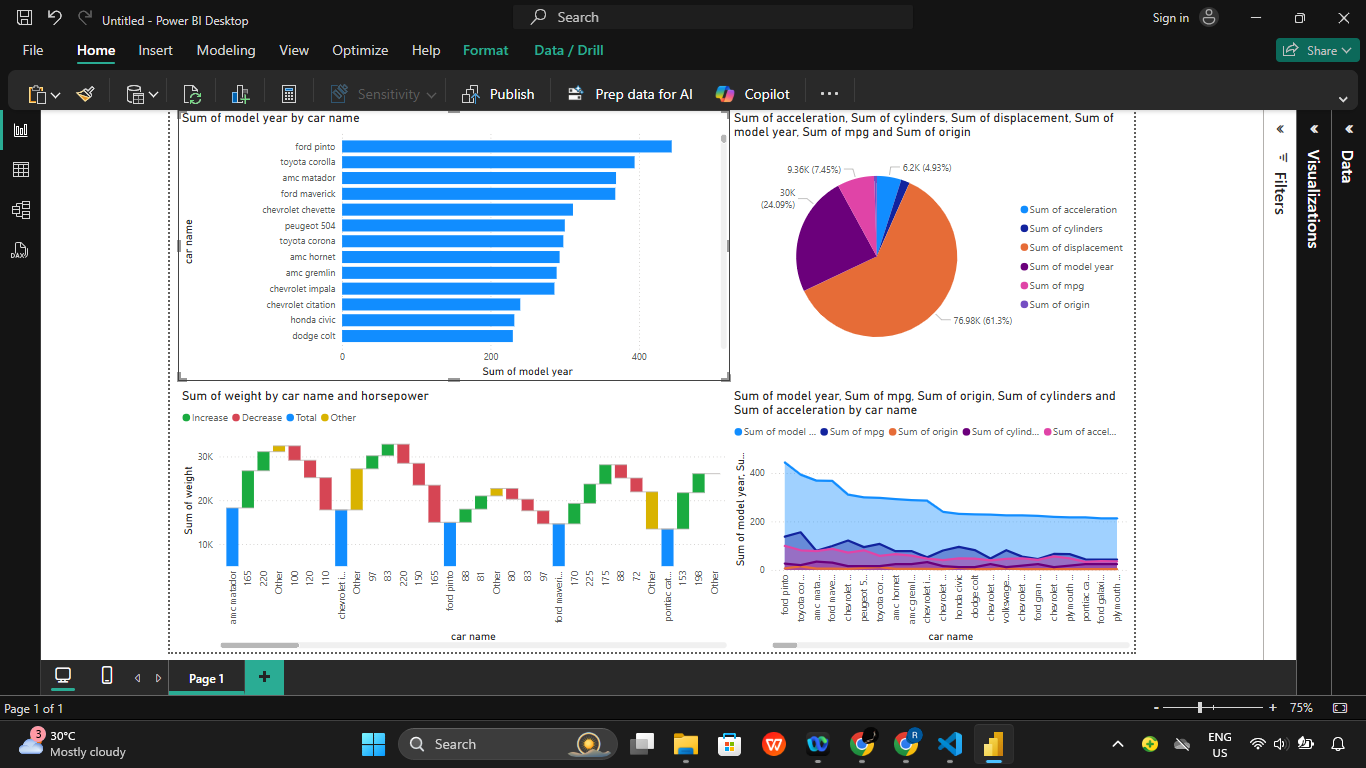 Untitled - Power BI Desktop
Search
Sign in
File
Home
Insert
Modeling
View
Optimize
Help
Format
Data / Drill
Share
Sensitivity
Publish
Prep data for AI
Copilot
DAX
Sum of model year by car name
car name
ford pinto
toyota corolla
amc matador
ford maverick
chevrolet chevette
peugeot 504
toyota corona
amc hornet
amc gremlin
chevrolet impala
chevrolet citation
honda civic
dodge colt
0
200
400
Sum of model year
Sum of acceleration, Sum of cylinders, Sum of displacement, Sum of
model year, Sum of mpg and Sum of origin
9.36K (7.45%)
6.2K (4.93%)
30K
(24.09%)
76.98K (61.3%)
Sum of acceleration
Sum of cylinders
Sum of displacement
Sum of model year
Sum of mpg
Sum of origin
Sum of weight by car name and horsepower
Increase
Decrease
Total
Other
Sum of weight
30K
20K
10K
amc matador
165
220
Other
100
120
110
chevrolet i...
Other
97
83
220
150
165
ford pinto
88
81
Other
80
83
97
ford maveri...
170
225
175
88
72
Other
pontiac cat...
153
198
Other
car name
Sum of model year, Sum of mpg, Sum of origin, Sum of cylinders and
Sum of acceleration by car name
Sum of model ...
Sum of mpg
Sum of origin
Sum of cylind...
Sum of accel...
Sum of model year, Su...
400
200
0
ford pinto
toyota cor...
amc mata...
ford mave...
chevrolet ...
peugeot 5...
toyota cor...
amc hornet
amc greml...
chevrolet i...
chevrolet ...
honda civic
dodge colt
chevrolet ...
volkswage...
chevrolet ...
ford gran ...
chevrolet ...
plymouth ...
pontiac ca...
ford galaxi...
plymouth ...
car name
Filters
Visualizations
Data
Page 1
Page 1 of 1
-
+
75%
3
30°C
Mostly cloudy
Search
W
R
ENG
US